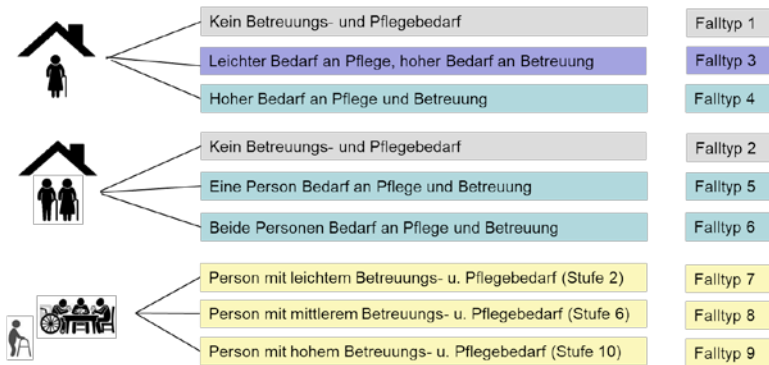 Kein Betreuungs- und Pflegebedarf Falltyp 1
Leichter Bedarf an Pflege, hoher Bedarf an Betreuung Falltyp 3
Hoher Bedarf an Pflege und Betreuung Falltyp 4
Kein Betreuungs- und Pflegebedarf Falltyp 2
Eine Person Bedarf an Pflege und Betreuung Falltyp 5
Beide Personen Bedarf an Pflege und Betreuung Falltyp 6
Person mit leichtem Betreuungs- u. Pflegebedarf (Stufe 2) Falltyp 7
Person mit mittlerem Betreuungs- u. Pflegebedarf (Stufe 6) Falltyp 8
Person mit hohem Betreuungs- u. Pflegebedarf (Stufe 10) Falltyp 9